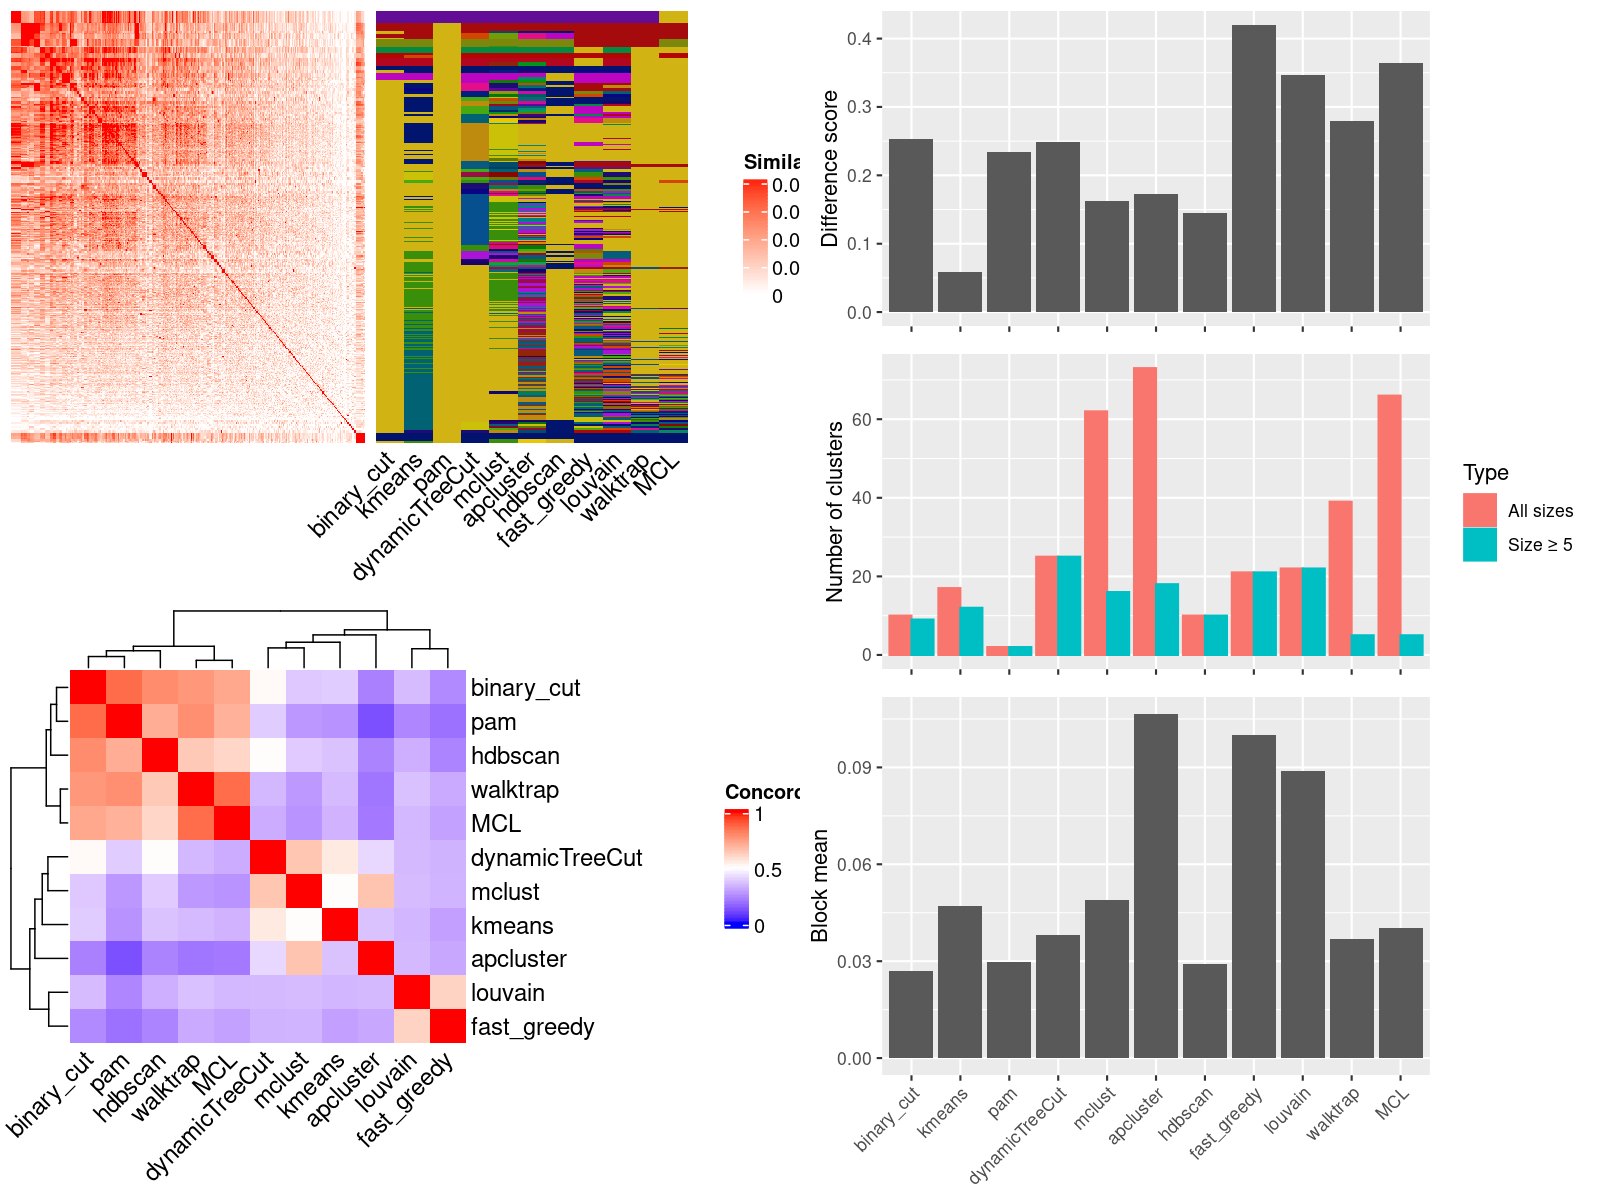 Simila
0.0
0.0
0.0
0.0
0
binary_cut
kmeans
pam
dynamicTreeCut
mclust
apcluster
hdbscan
fast_greedy
louvain
walktrap
MCL
binary_cut
pam
hdbscan
walktrap
MCL
dynamicTreeCut
mclust
kmeans
apcluster
louvain
fast_greedy
Concord
1
0.5
0
binary_cut
pam
hdbscan
walktrap
MCL
dynamicTreeCut
mclust
kmeans
apcluster
louvain
fast_greedy
Difference score
0.4
0.3
0.2
0.1
0.0
Number of clusters
60
40
20
0
Type
All sizes
Size ≥ 5
Block mean
0.09
0.06
0.03
0.00
binary_cut
kmeans
pam
dynamicTreeCut
mclust
apcluster
hdbscan
fast_greedy
louvain
walktrap
MCL